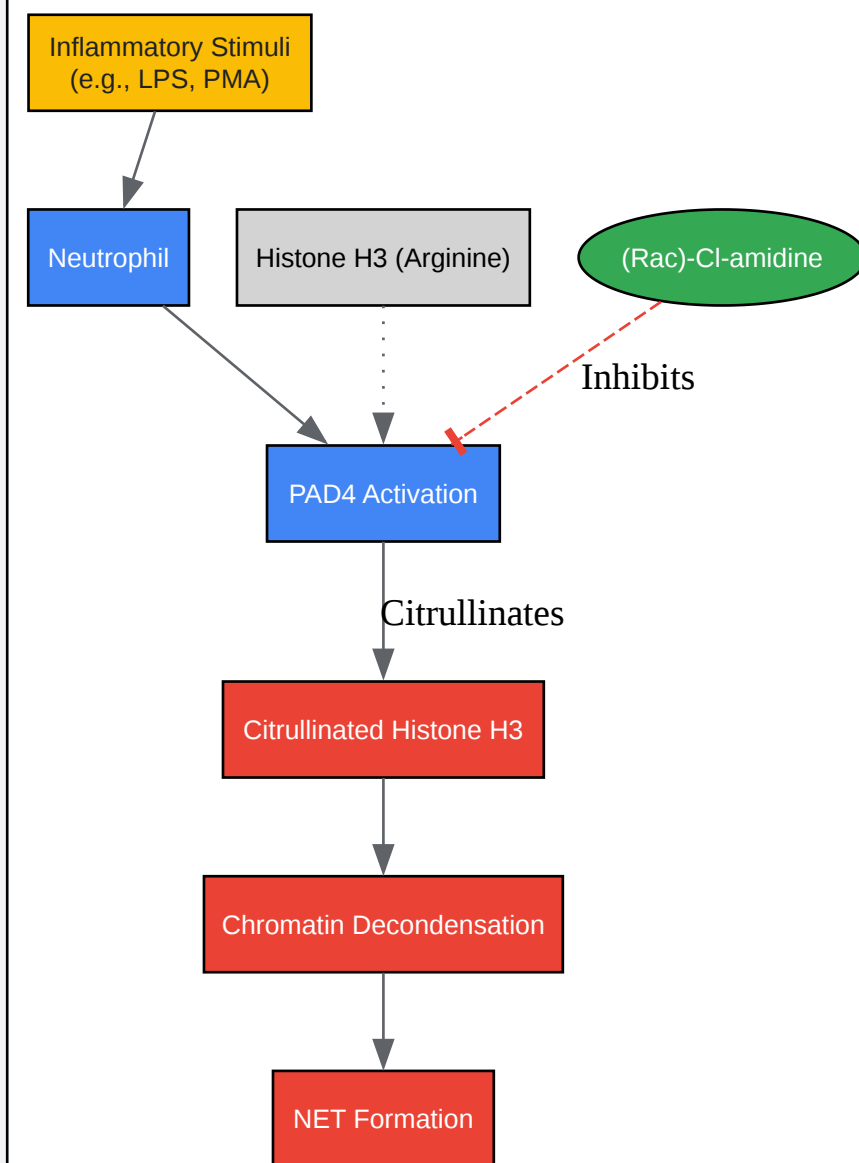 Inflammatory Stimuli
(e.g., LPS, PMA)
Neutrophil
Histone H3 (Arginine)
(Rac)-Cl-amidine
Inhibits
PAD4 Activation
Citrullinates
Citrullinated Histone H3
Chromatin Decondensation
NET Formation